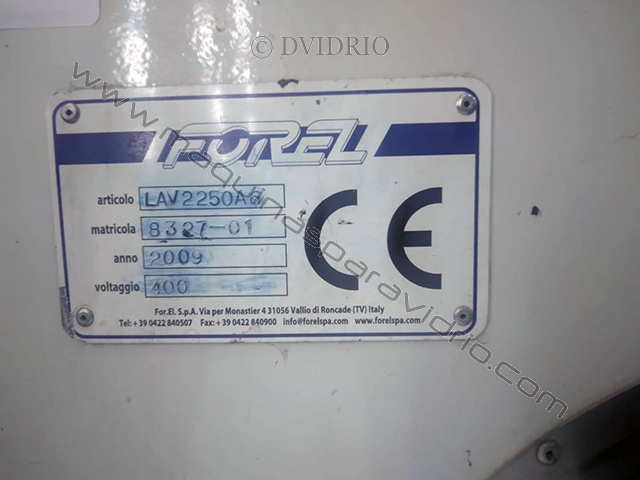 © DVIDRIO
www.maquinasparavidrio.com
FOREL
articolo LAV2250A6
matricola 8327-01
anno 2009
voltaggio 400
CE
For.El. S.p.A. Via per Monastier 4 31056 Vallio di Roncade (TV) Italy
Tel: +39 0422 840507 Fax: +39 0422 840900 info@forelspa.com www.forelspa.com